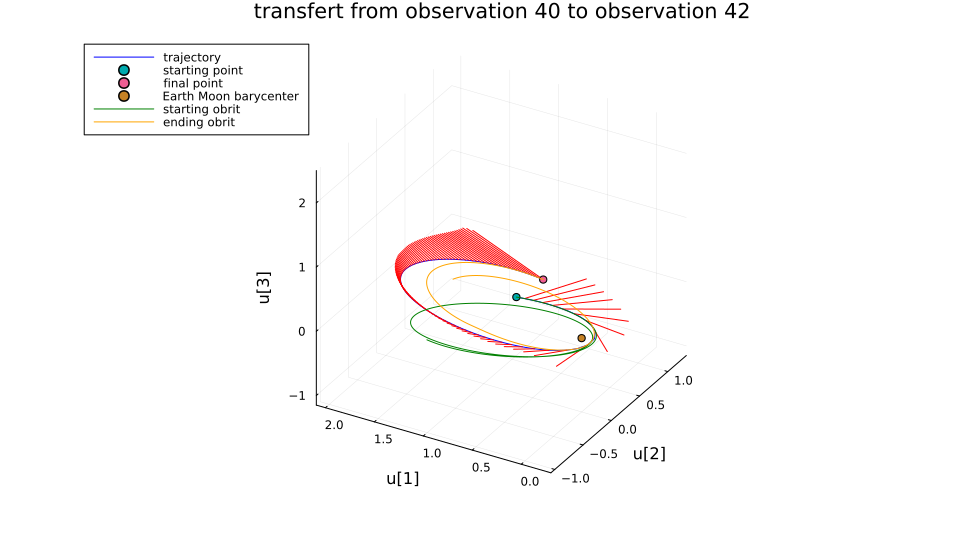 transfert from observation 40 to observation 42
trajectory
starting point
final point
Earth Moon barycenter
starting obrit
ending obrit
2
1
0
−1
u[3]
2.0
1.5
1.0
0.5
0.0
u[1]
1.0
0.5
0.0
−0.5
−1.0
u[2]